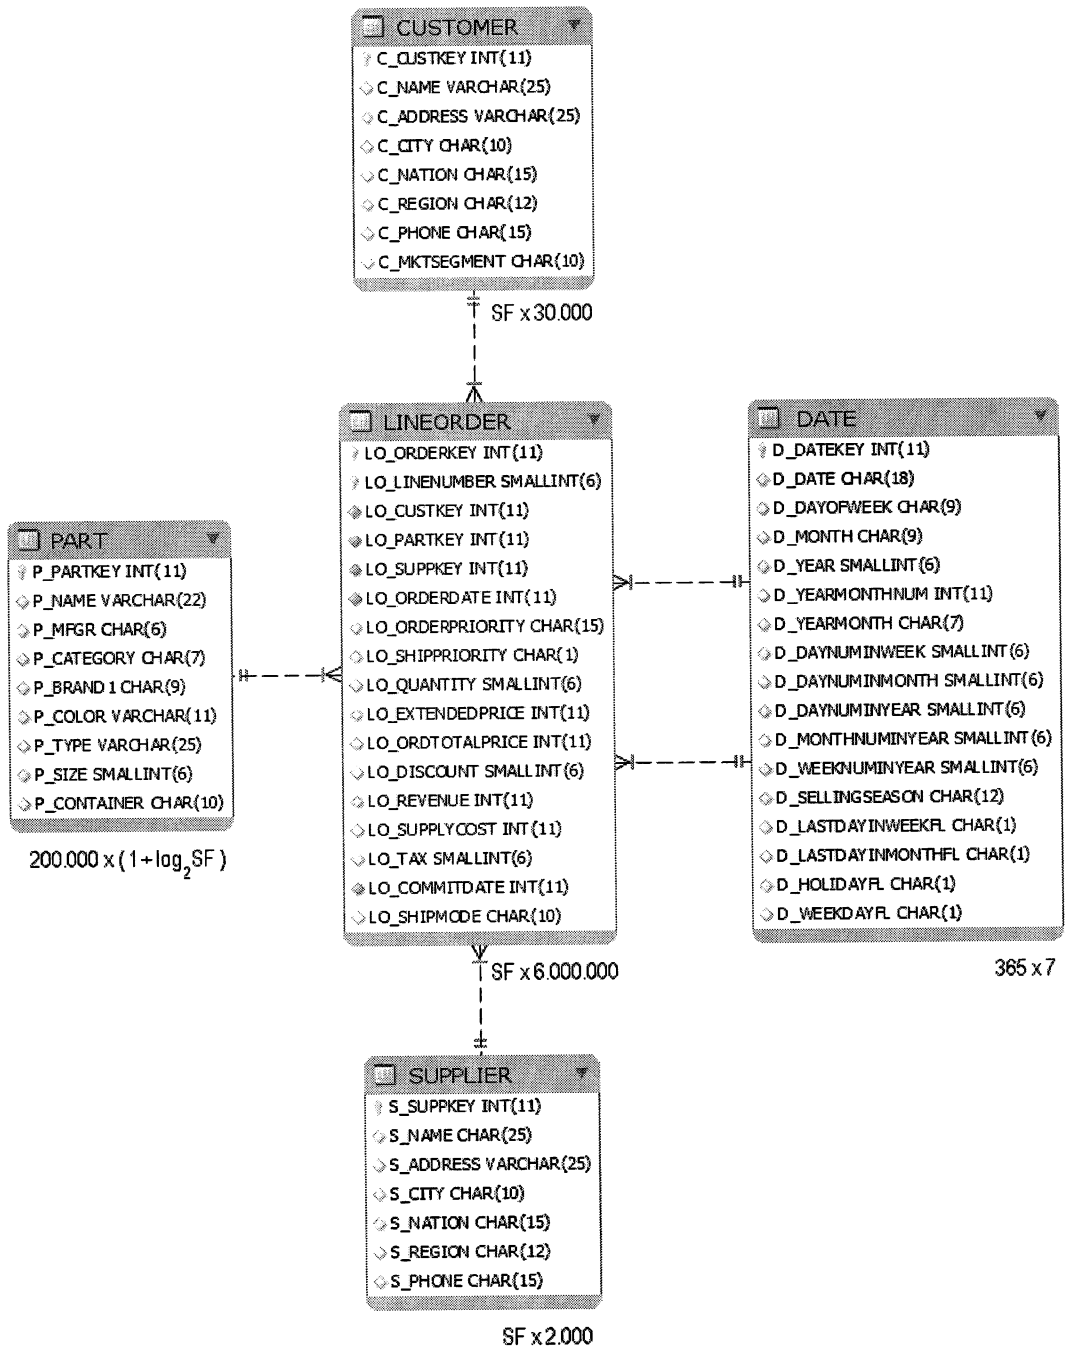 CUSTOMER
C_CUSTKEY INT(11)
C_NAME VARCHAR(25)
C_ADDRESS VARCHAR(25)
C_CITY CHAR(10)
C_NATION CHAR(15)
C_REGION CHAR(12)
C_PHONE CHAR(15)
C_MKTSEGMENT CHAR(10)
SF x 30.000
LINEORDER
LO_ORDERKEY INT(11)
LO_LINENUMBER SMALLINT(6)
LO_CUSTKEY INT(11)
LO_PARTKEY INT(11)
LO_SUPPKEY INT(11)
LO_ORDERDATE INT(11)
LO_ORDERPRIORITY CHAR(15)
LO_SHIPPRIORITY CHAR(1)
LO_QUANTITY SMALLINT(6)
LO_EXTENDEDPRICE INT(11)
LO_ORDTOTALPRICE INT(11)
LO_DISCOUNT SMALLINT(6)
LO_REVENUE INT(11)
LO_SUPPLYCOST INT(11)
LO_TAX SMALLINT(6)
LO_COMMITDATE INT(11)
LO_SHIPMODE CHAR(10)
SF x 6.000.000
DATE
D_DATEKEY INT(11)
D_DATE CHAR(18)
D_DAYOFWEEK CHAR(9)
D_MONTH CHAR(9)
D_YEAR SMALLINT(6)
D_YEARMONTHNUM INT(11)
D_YEARMONTH CHAR(7)
D_DAYNUMINWEEK SMALLINT(6)
D_DAYNUMINMONTH SMALLINT(6)
D_DAYNUMINYEAR SMALLINT(6)
D_MONTHNUMINYEAR SMALLINT(6)
D_WEEKNUMINYEAR SMALLINT(6)
D_SELLINGSEASON CHAR(12)
D_LASTDAYINWEEKFL CHAR(1)
D_LASTDAYINMONTHFL CHAR(1)
D_HOLIDAYFL CHAR(1)
D_WEEKDAYFL CHAR(1)
365 x 7
PART
P_PARTKEY INT(11)
P_NAME VARCHAR(22)
P_MFGR CHAR(6)
P_CATEGORY CHAR(7)
P_BRAND1 CHAR(9)
P_COLOR VARCHAR(11)
P_TYPE VARCHAR(25)
P_SIZE SMALLINT(6)
P_CONTAINER CHAR(10)
200.000 x (1+log₂SF)
SUPPLIER
S_SUPPKEY INT(11)
S_NAME CHAR(25)
S_ADDRESS VARCHAR(25)
S_CITY CHAR(10)
S_NATION CHAR(15)
S_REGION CHAR(12)
S_PHONE CHAR(15)
SF x 2.000